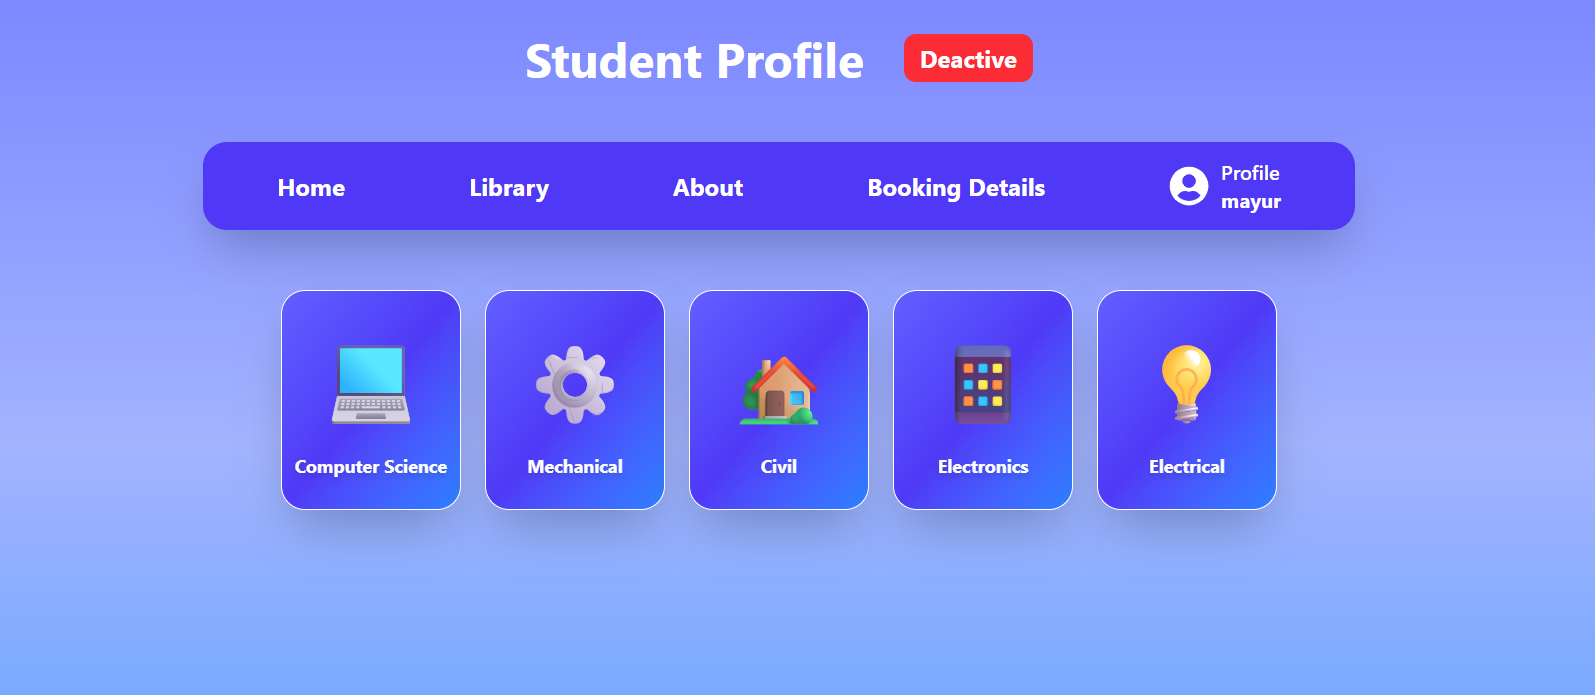 Student Profile
Deactive
Home
Library
About
Booking Details
Profile
mayur
Computer Science
Mechanical
Civil
Electronics
Electrical